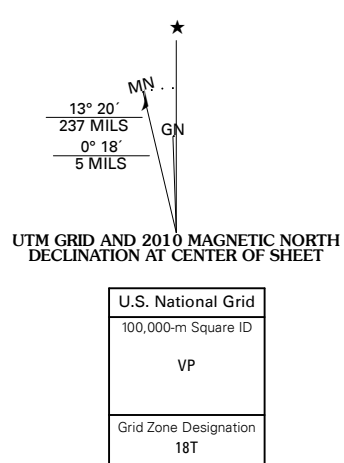 ★
MN
13° 20´
237 MILS
GN
0° 18´
5 MILS
UTM GRID AND 2010 MAGNETIC NORTH
DECLINATION AT CENTER OF SHEET
U.S. National Grid
100,000-m Square ID
VP
Grid Zone Designation
18T